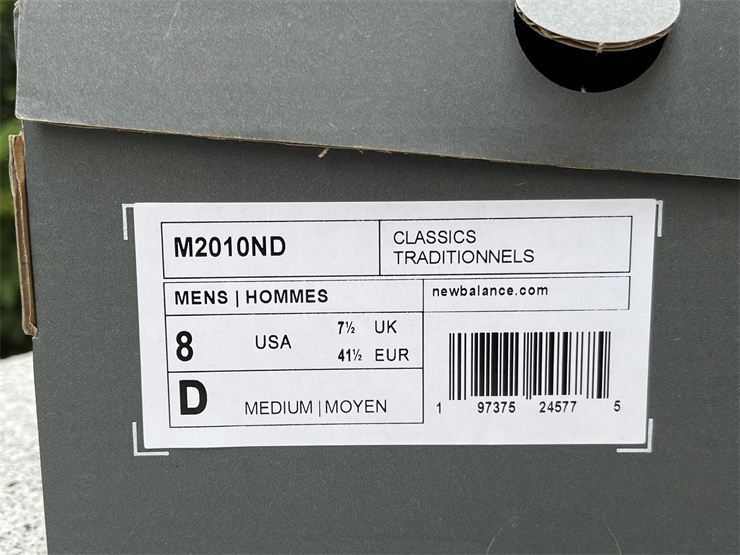 M2010ND
CLASSICS
TRADITIONNELS
MENS | HOMMES
newbalance.com
8 USA 7½ UK
41½ EUR
D MEDIUM | MOYEN
1 97375 24577 5